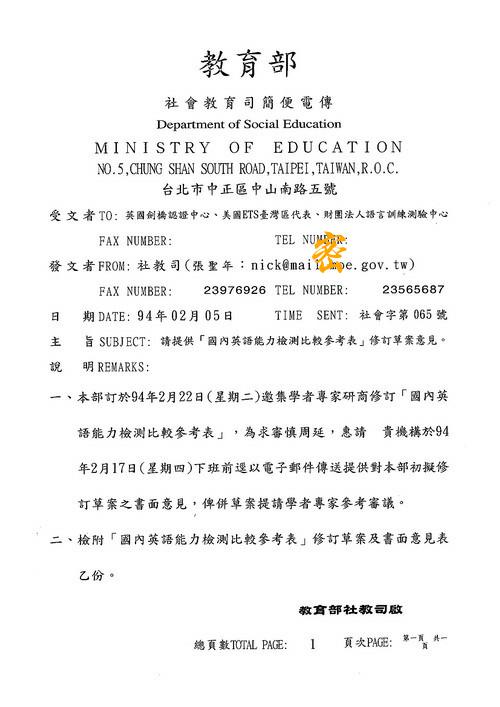 教育部
社會教育司簡便電傳
Department of Social Education
MINISTRY OF EDUCATION
NO.5,CHUNG SHAN SOUTH ROAD,TAIPEI,TAIWAN,R.O.C.
台北市中正區中山南路五號
受文者TO: 英國劍橋認證中心、美國ETS臺灣區代表、財團法人語言訓練測驗中心
FAX NUMBER: TEL NUMBER:
密
發文者FROM: 社教司(張聖年：nick@mail.moe.gov.tw)
FAX NUMBER: 23976926 TEL NUMBER: 23565687
日 期DATE: 94年02月05日 TIME SENT: 社會字第065號
主 旨SUBJECT: 請提供「國內英語能力檢測比較參考表」修訂草案意見。
說 明REMARKS:
一、本部訂於94年2月22日(星期二)邀集學者專家研商修訂「國內英
語能力檢測比較參考表」，為求審慎周延，惠請 貴機構於94
年2月17日(星期四)下班前逕以電子郵件傳送提供對本部初擬修
訂草案之書面意見，俾併草案提請學者專家參考審議。
二、檢附「國內英語能力檢測比較參考表」修訂草案及書面意見表
乙份。
教育部社教司啟
總頁數TOTAL PAGE: 1 頁次PAGE: 第一頁 共一頁